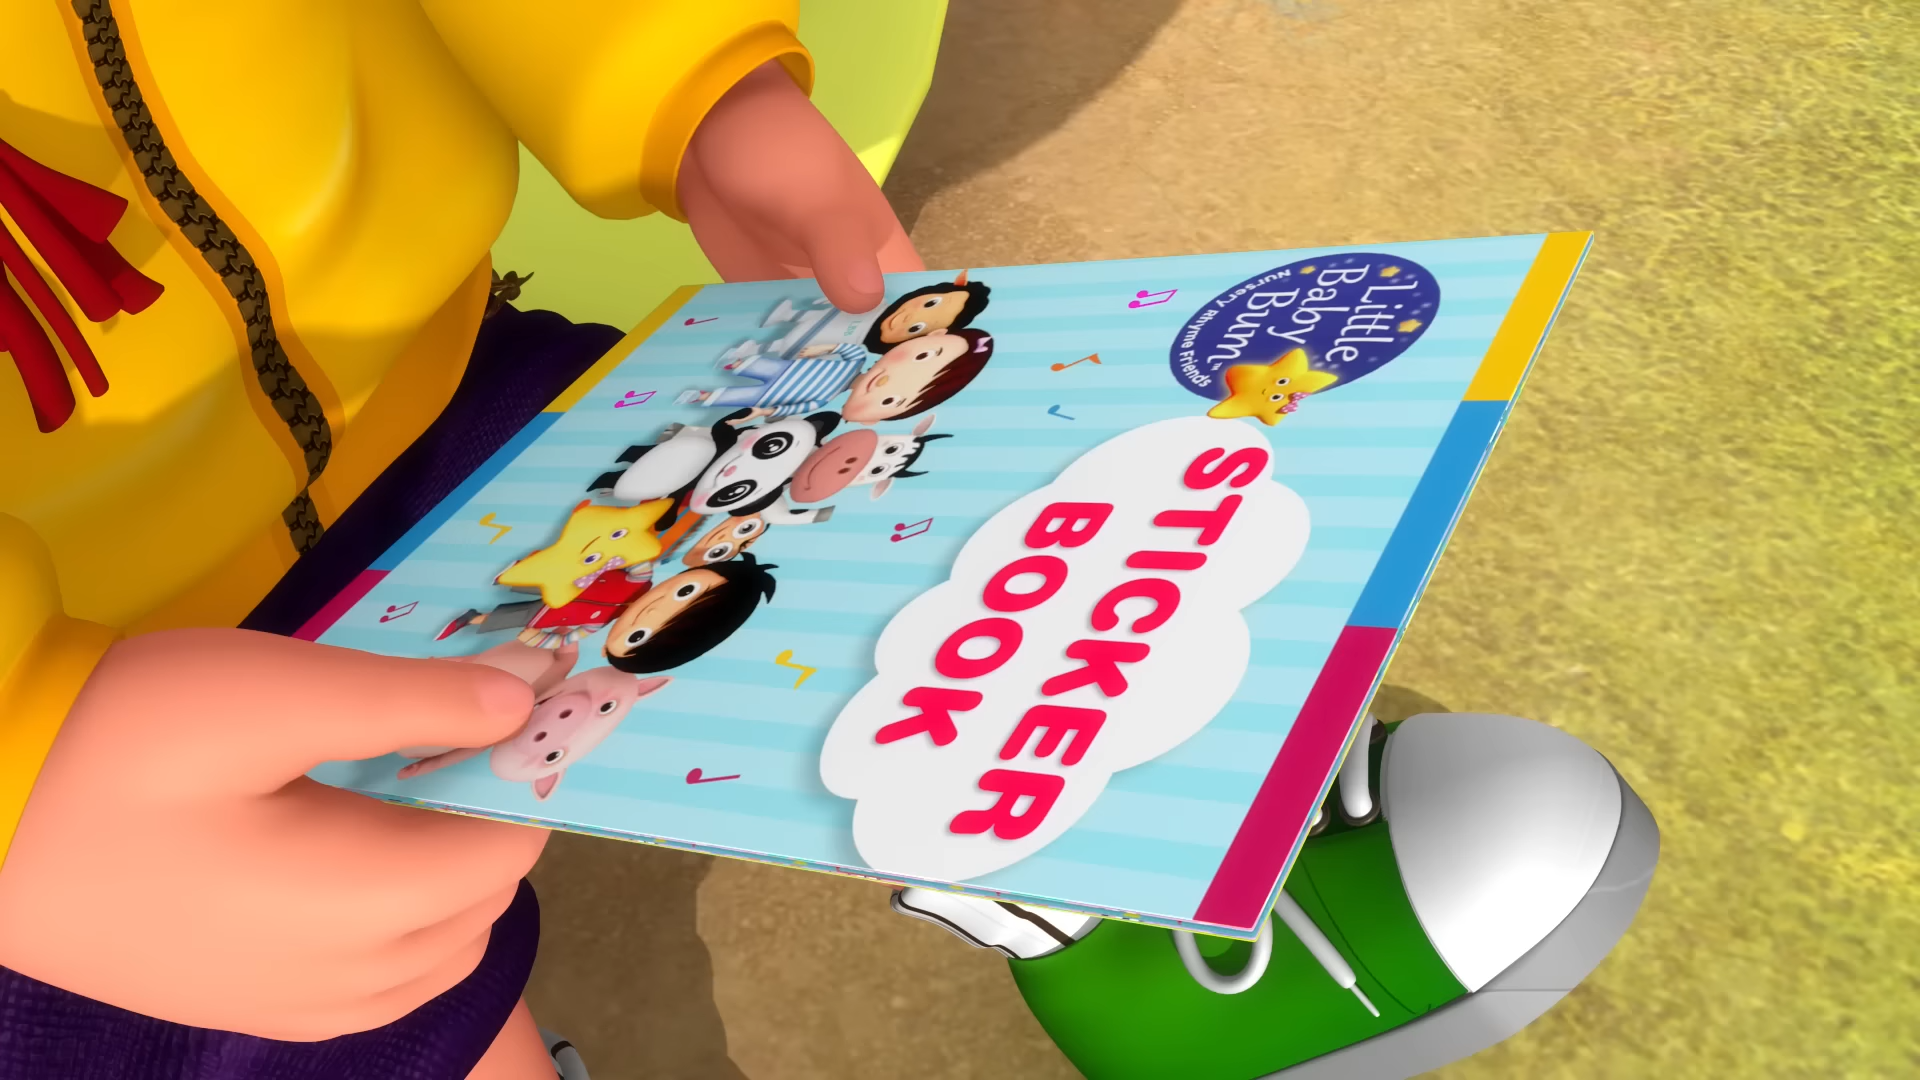 Little
Baby
Bum™
Nursery Rhyme Friends
STICKER
BOOK